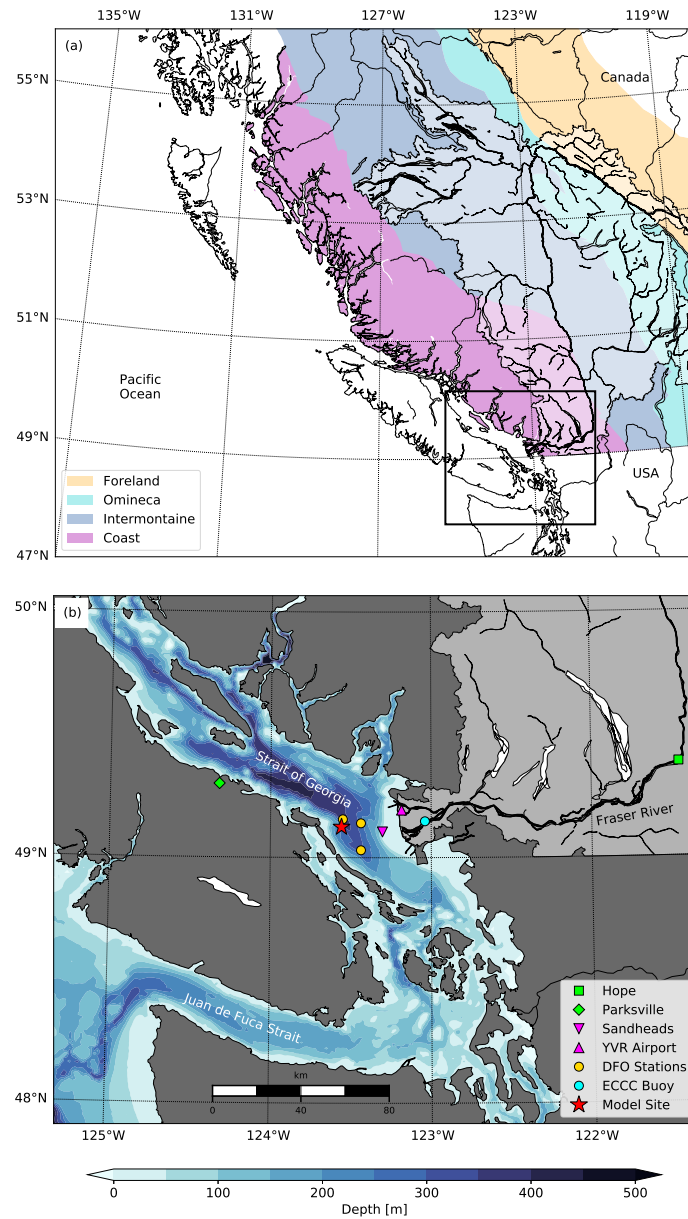 135°W 131°W 127°W 123°W 119°W
(a)
55°N
Canada
53°N
51°N
Pacific
Ocean
49°N
USA
Foreland
Omineca
Intermontaine
Coast
47°N
50°N
(b)
Strait of Georgia
Fraser River
49°N
Juan de Fuca Strait
km
0 40 80
Hope
Parksville
Sandheads
YVR Airport
DFO Stations
ECCC Buoy
Model Site
48°N
125°W 124°W 123°W 122°W
0 100 200 300 400 500
Depth [m]